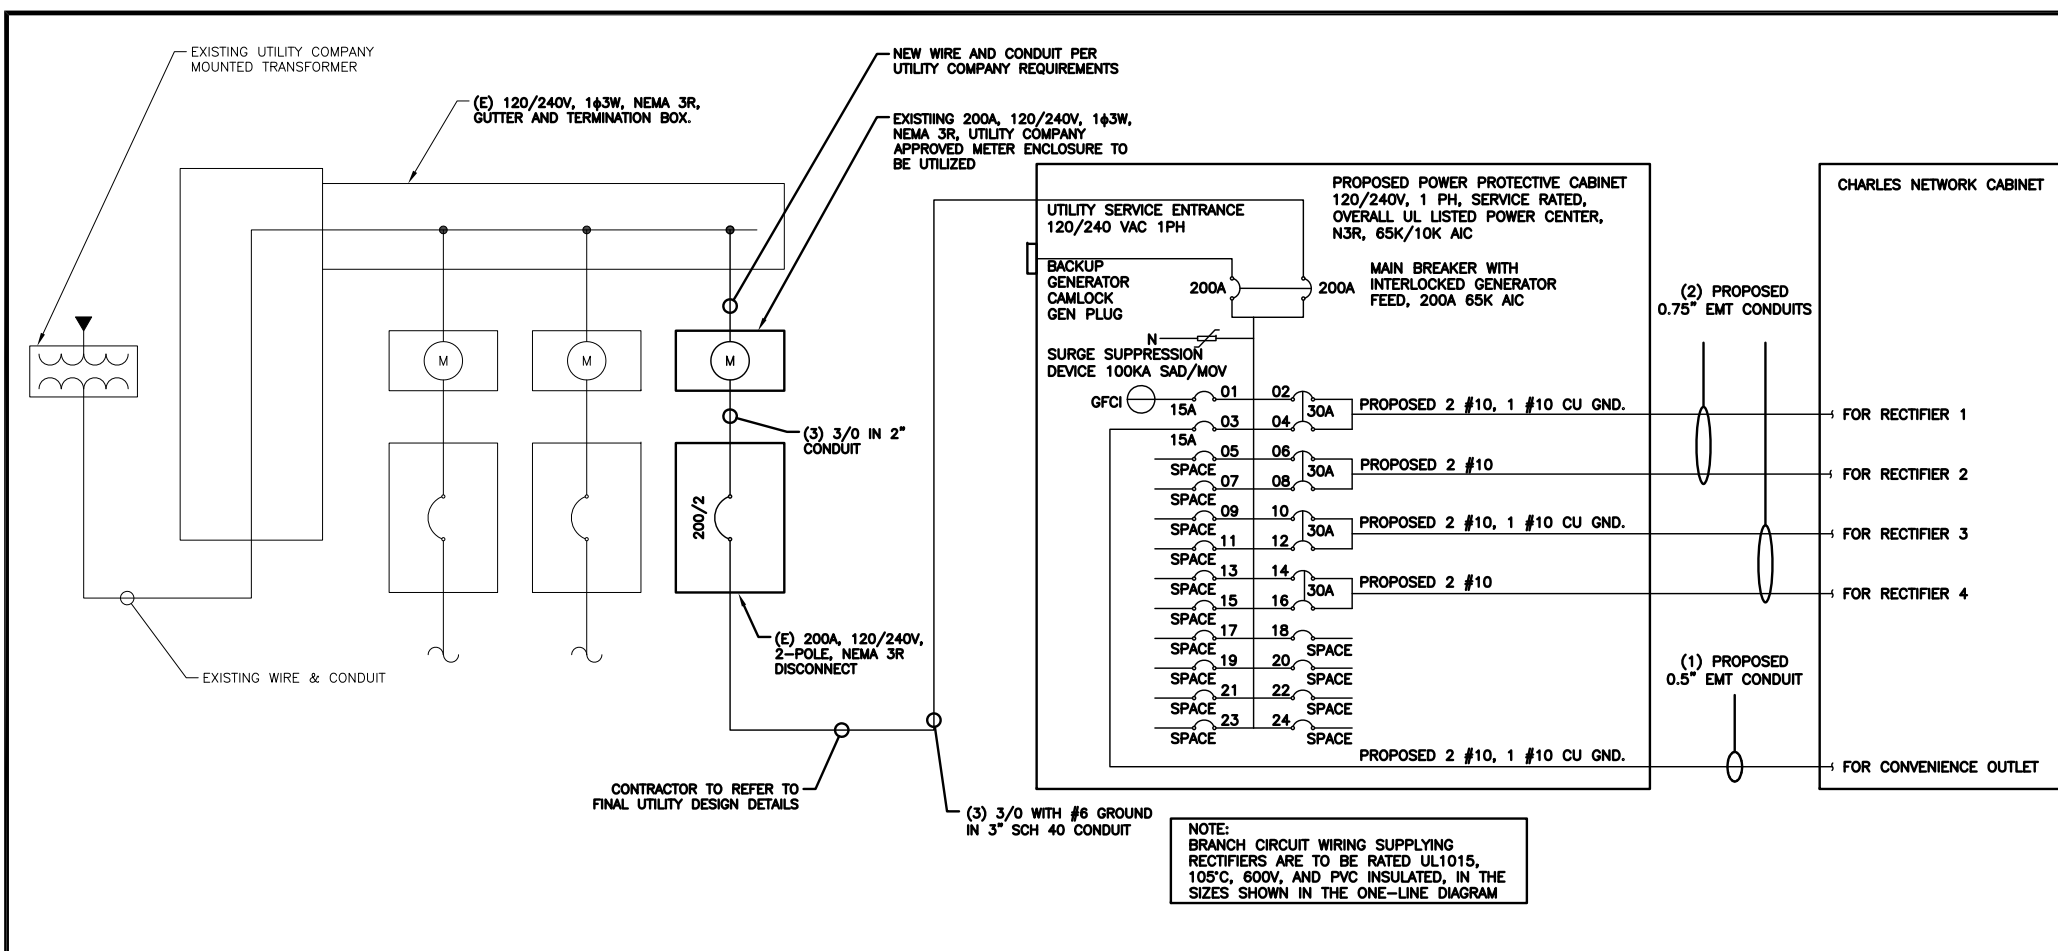 EXISTING UTILITY COMPANY
MOUNTED TRANSFORMER
(E) 120/240V, 1ϕ3W, NEMA 3R,
GUTTER AND TERMINATION BOX.
NEW WIRE AND CONDUIT PER
UTILITY COMPANY REQUIREMENTS
EXISTIING 200A, 120/240V, 1ϕ3W,
NEMA 3R, UTILITY COMPANY
APPROVED METER ENCLOSURE TO
BE UTILIZED
M
M
M
(3) 3/0 IN 2"
CONDUIT
200/2
(E) 200A, 120/240V,
2-POLE, NEMA 3R
DISCONNECT
EXISTING WIRE & CONDUIT
CONTRACTOR TO REFER TO
FINAL UTILITY DESIGN DETAILS
(3) 3/0 WITH #6 GROUND
IN 3" SCH 40 CONDUIT
UTILITY SERVICE ENTRANCE
120/240 VAC 1PH
PROPOSED POWER PROTECTIVE CABINET
120/240V, 1 PH, SERVICE RATED,
OVERALL UL LISTED POWER CENTER,
N3R, 65K/10K AIC
BACKUP
GENERATOR
CAMLOCK
GEN PLUG
200A
200A
MAIN BREAKER WITH
INTERLOCKED GENERATOR
FEED, 200A 65K AIC
N
SURGE SUPPRESSION
DEVICE 100KA SAD/MOV
GFCI
15A
01
02
30A
PROPOSED 2 #10, 1 #10 CU GND.
15A
03
04
SPACE
05
06
30A
PROPOSED 2 #10
SPACE
07
08
SPACE
09
10
30A
PROPOSED 2 #10, 1 #10 CU GND.
SPACE
11
12
SPACE
13
14
30A
PROPOSED 2 #10
SPACE
15
16
SPACE
17
18
SPACE
SPACE
19
20
SPACE
SPACE
21
22
SPACE
SPACE
23
24
SPACE
PROPOSED 2 #10, 1 #10 CU GND.
(2) PROPOSED
0.75" EMT CONDUITS
(1) PROPOSED
0.5" EMT CONDUIT
CHARLES NETWORK CABINET
FOR RECTIFIER 1
FOR RECTIFIER 2
FOR RECTIFIER 3
FOR RECTIFIER 4
FOR CONVENIENCE OUTLET
NOTE:
BRANCH CIRCUIT WIRING SUPPLYING
RECTIFIERS ARE TO BE RATED UL1015,
105°C, 600V, AND PVC INSULATED, IN THE
SIZES SHOWN IN THE ONE-LINE DIAGRAM